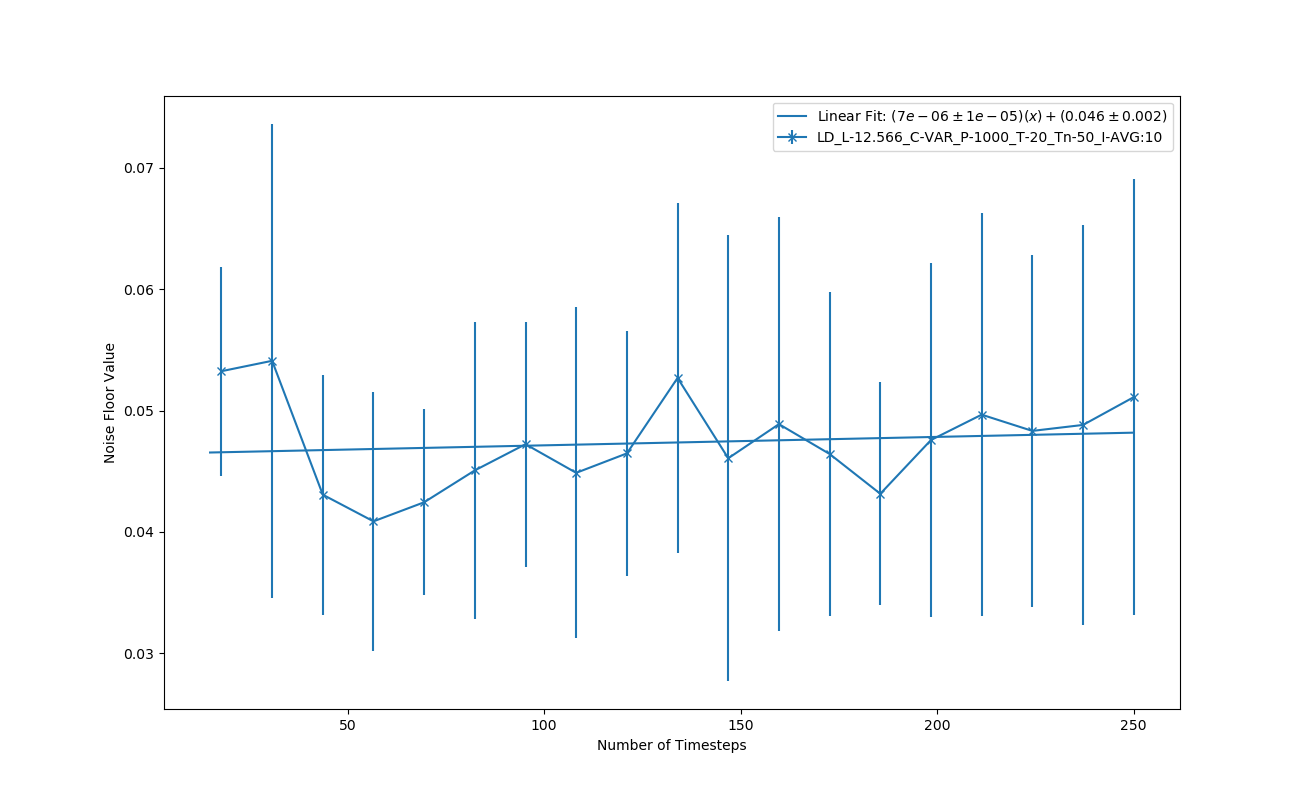 Linear Fit: (7e − 06 ± 1e − 05)(x) + (0.046 ± 0.002)
LD_L-12.566_C-VAR_P-1000_T-20_Tn-50_I-AVG:10
0.07
0.06
0.05
0.04
0.03
Noise Floor Value
50 100 150 200 250
Number of Timesteps